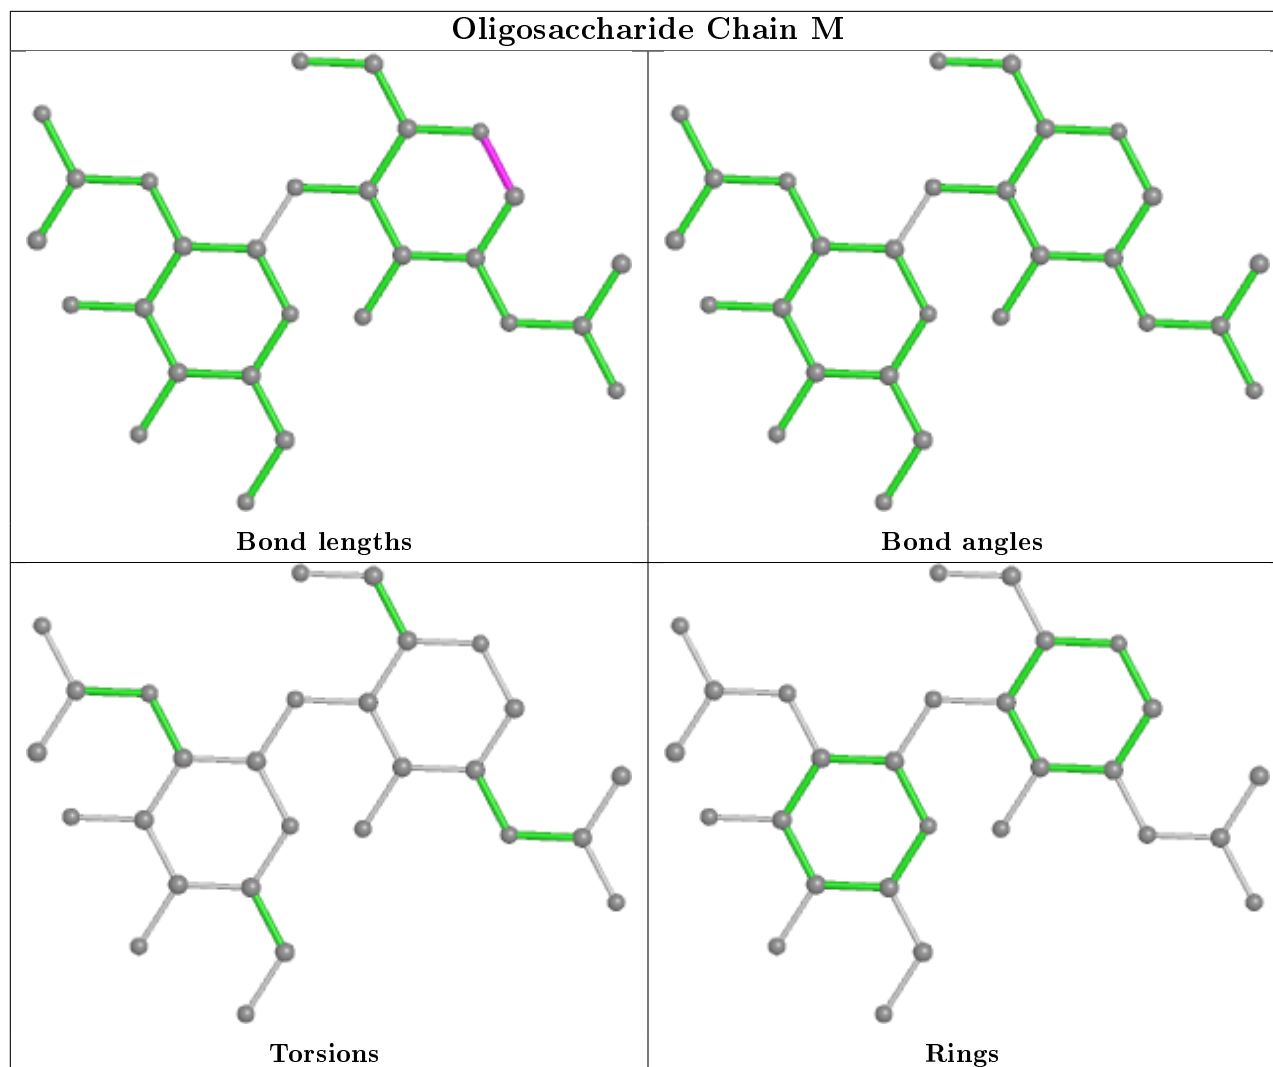 Oligosaccharide Chain M
Bond lengths
Bond angles
Torsions
Rings